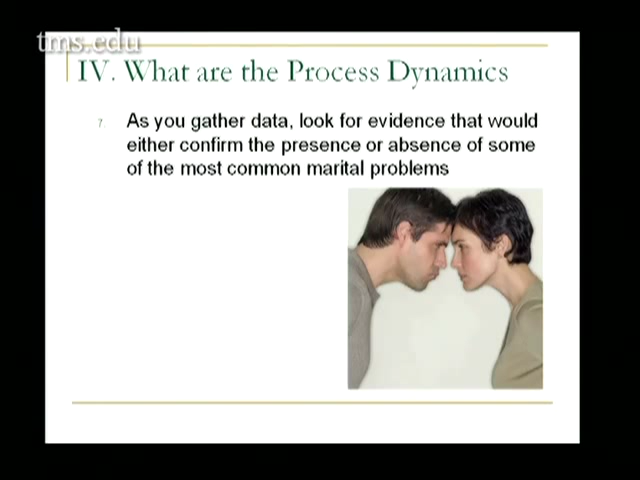 tms.edu
IV. What are the Process Dynamics
7. As you gather data, look for evidence that would
either confirm the presence or absence of some
of the most common marital problems